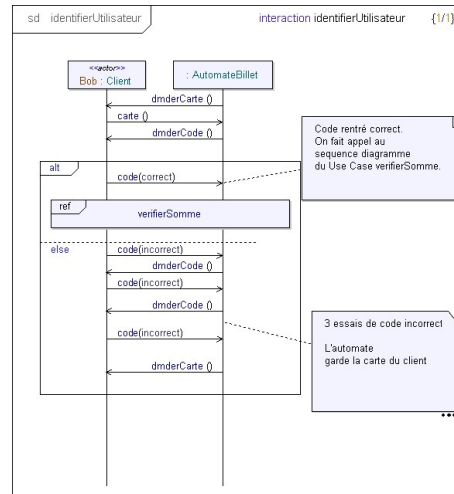 sd identifierUtilisateur
interaction identifierUtilisateur {1/1}
<<actor>>
Bob : Client
: AutomateBillet
dmderCarte ()
carte ()
dmderCode ()
Code rentré correct.
On fait appel au
sequence diagramme
du Use Case verifierSomme.
alt
code(correct)
ref
verifierSomme
else
code(incorrect)
dmderCode ()
code(incorrect)
dmderCode ()
3 essais de code incorrect
code(incorrect)
L'automate
garde la carte du client
dmderCarte ()